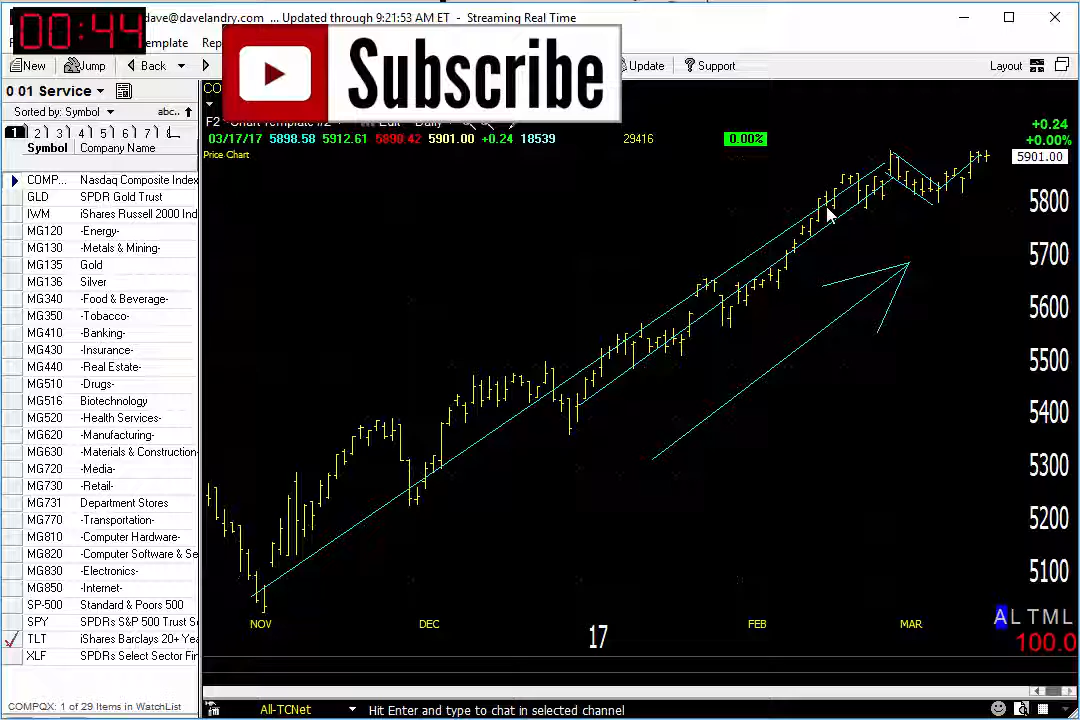 dave@davelandry.com ... Updated through 9:21:53 AM ET - Streaming Real Time
00:44
Subscribe
New Jump Back Update Support Layout
0 01 Service
Sorted by: Symbol abc..
1 2 3 4 5 6 7
Symbol Company Name
03/17/17 5898.58 5912.61 5890.42 5901.00 +0.24 18539 29416 0.00%
Price Chart
+0.24
+0.00%
5901.00
COMP... Nasdaq Composite Index
GLD SPDR Gold Trust
IWM iShares Russell 2000 Ind
MG120 -Energy-
MG130 -Metals & Mining-
MG135 Gold
MG136 Silver
MG340 -Food & Beverage-
MG350 -Tobacco-
MG410 -Banking-
MG430 -Insurance-
MG440 -Real Estate-
MG510 -Drugs-
MG516 Biotechnology
MG520 -Health Services-
MG620 -Manufacturing-
MG630 -Materials & Construction-
MG720 -Media-
MG730 -Retail-
MG731 Department Stores
MG770 -Transportation-
MG810 -Computer Hardware-
MG820 -Computer Software & Se
MG830 -Electronics-
MG850 -Internet-
SP-500 Standard & Poors 500
SPY SPDRs S&P 500 Trust S
TLT iShares Barclays 20+ Yea
XLF SPDRs Select Sector Fin
5800
5700
5600
5500
5400
5300
5200
5100
NOV DEC 17 FEB MAR
A L T M L
100.0
COMPQX: 1 of 29 Items in WatchList
All-TCNet Hit Enter and type to chat in selected channel